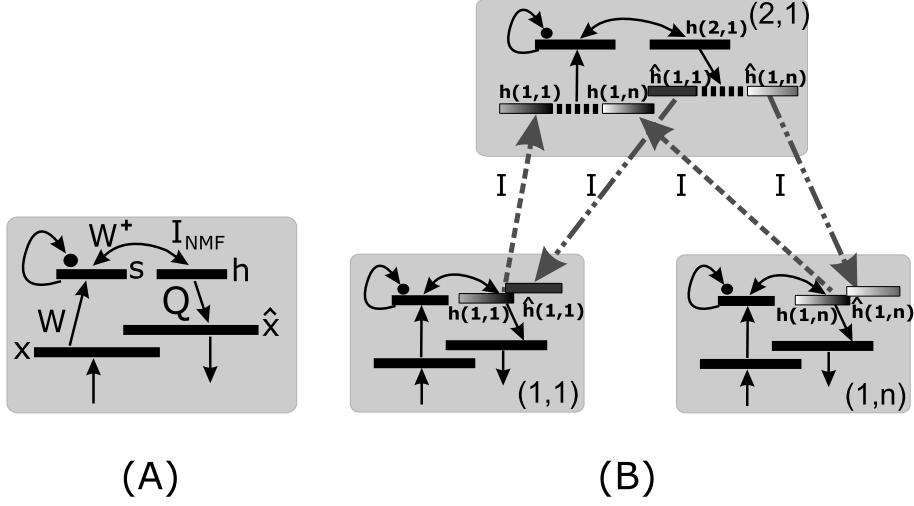 W⁺
I_NMF
s
h
W
Q
x
x̂
(A)
(2,1)
h(2,1)
h(1,1)
h(1,n)
ĥ(1,1)
ĥ(1,n)
I
I
I
I
h(1,1)
ĥ(1,1)
(1,1)
h(1,n)
ĥ(1,n)
(1,n)
(B)